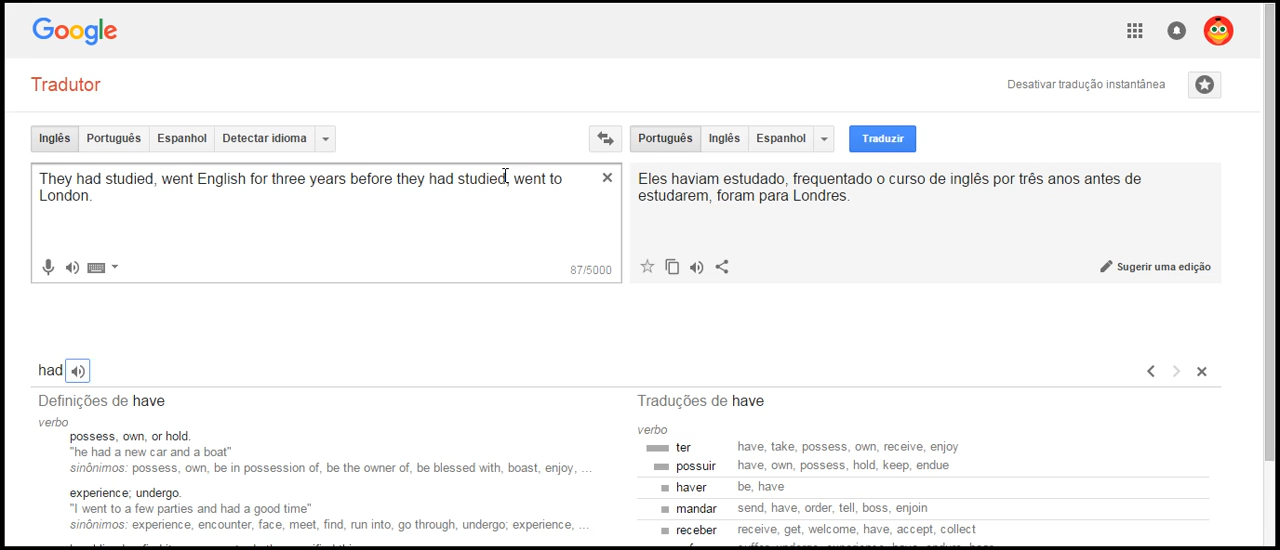 Google
Tradutor
Desativar tradução instantânea
Inglês Português Espanhol Detectar idioma
Português Inglês Espanhol Traduzir
They had studied, went English for three years before they had studied, went to
London.
87/5000
Eles haviam estudado, frequentado o curso de inglês por três anos antes de
estudarem, foram para Londres.
Sugerir uma edição
had
Definições de have
verbo
possess, own, or hold.
"he had a new car and a boat"
sinônimos: possess, own, be in possession of, be the owner of, be blessed with, boast, enjoy, ...
experience; undergo.
"I went to a few parties and had a good time"
sinônimos: experience, encounter, face, meet, find, run into, go through, undergo; experience, ...
Traduções de have
verbo
ter have, take, possess, own, receive, enjoy
possuir have, own, possess, hold, keep, endue
haver be, have
mandar send, have, order, tell, boss, enjoin
receber receive, get, welcome, have, accept, collect